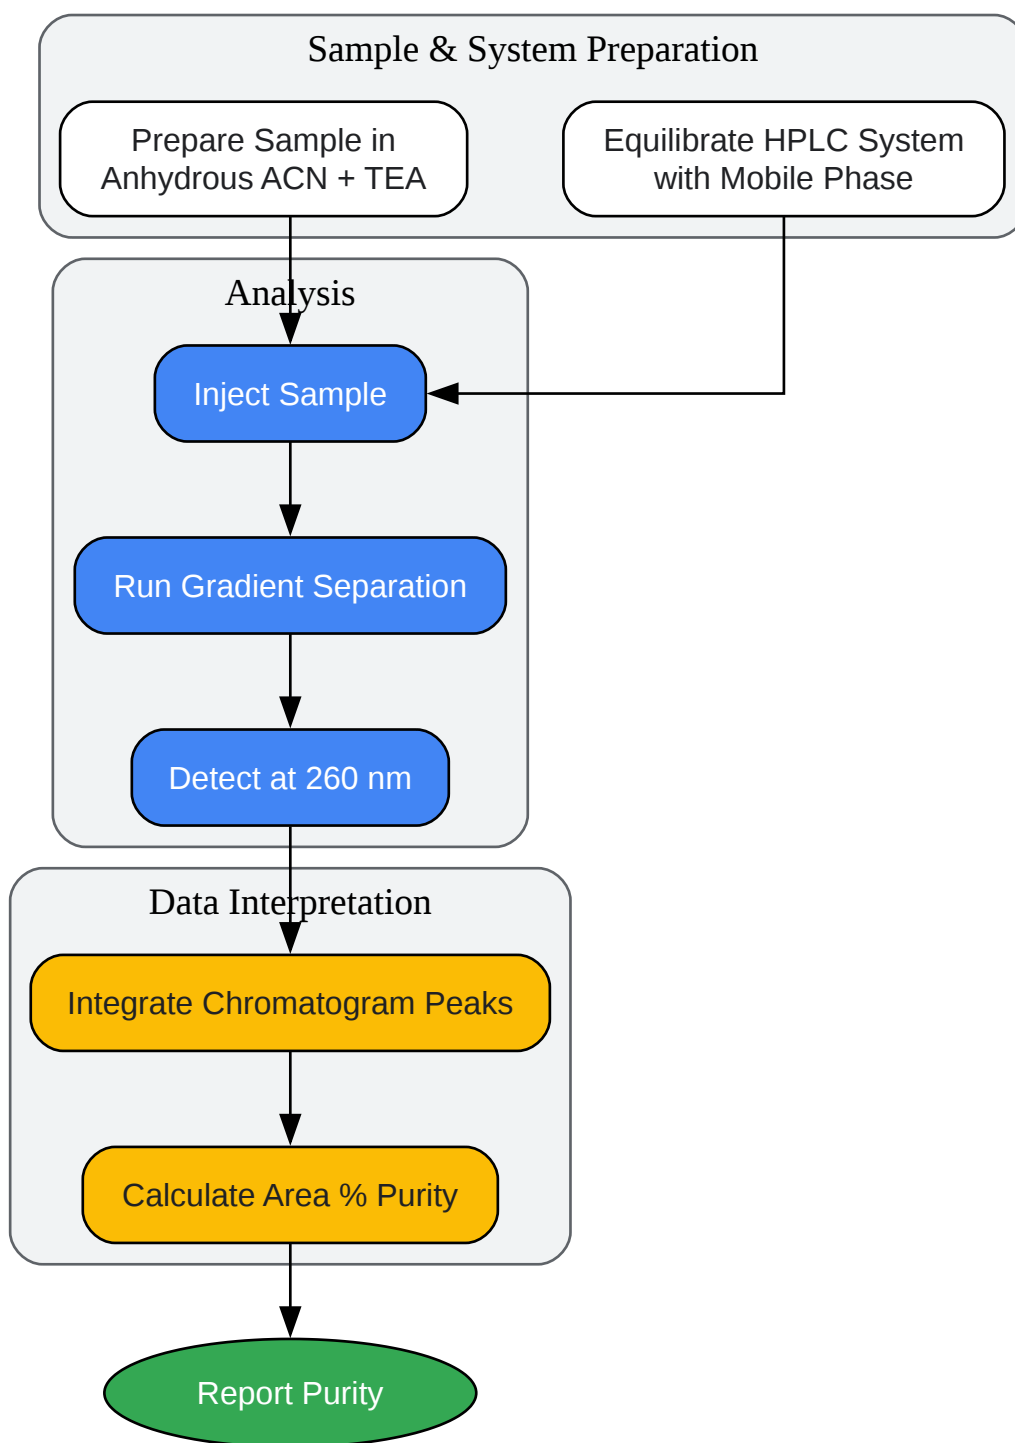 Sample & System Preparation
Prepare Sample in
Anhydrous ACN + TEA
Equilibrate HPLC System
with Mobile Phase
Analysis
Inject Sample
Run Gradient Separation
Detect at 260 nm
Data Interpretation
Integrate Chromatogram Peaks
Calculate Area % Purity
Report Purity